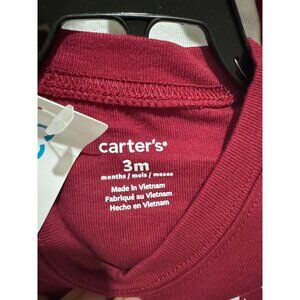 carter's®
3m
months / mois / meses
Made in Vietnam
Fabriqué au Vietnam
Hecho en Vietnam